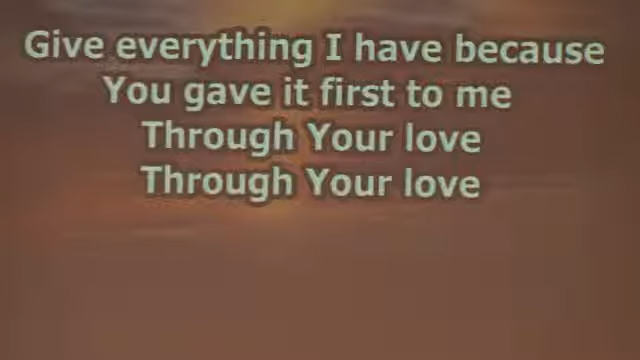 Give everything I have because
You gave it first to me
Through Your love
Through Your love